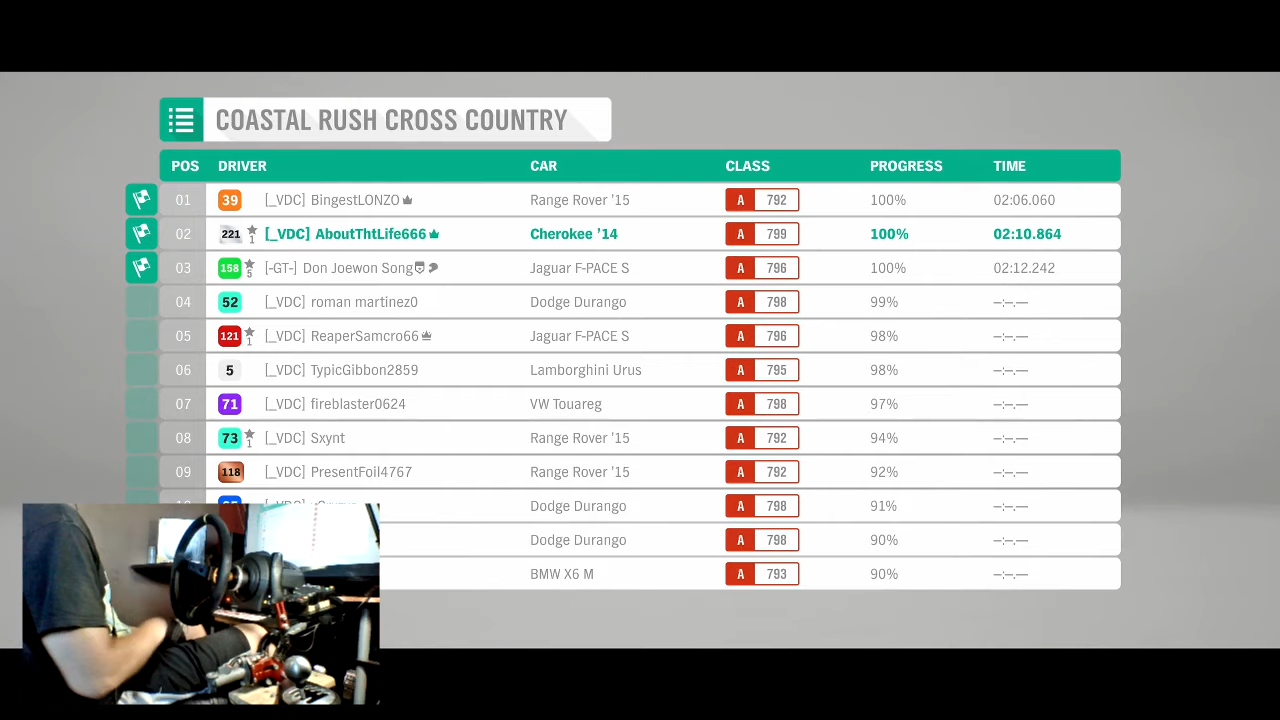 COASTAL RUSH CROSS COUNTRY
POS DRIVER CAR CLASS PROGRESS TIME
01 39 [_VDC] BingestLONZO Range Rover '15 A 792 100% 02:06.060
02 221 1 [_VDC] AboutThtLife666 Cherokee '14 A 799 100% 02:10.864
03 158 5 [-GT-] Don Joewon Song Jaguar F-PACE S A 796 100% 02:12.242
04 52 [_VDC] roman martinez0 Dodge Durango A 798 99% --:--.---
05 121 1 [_VDC] ReaperSamcro66 Jaguar F-PACE S A 796 98% --:--.---
06 5 [_VDC] TypicGibbon2859 Lamborghini Urus A 795 98% --:--.---
07 71 [_VDC] fireblaster0624 VW Touareg A 798 97% --:--.---
08 73 1 [_VDC] Sxynt Range Rover '15 A 792 94% --:--.---
09 118 [_VDC] PresentFoil4767 Range Rover '15 A 792 92% --:--.---
Dodge Durango A 798 91% --:--.---
Dodge Durango A 798 90% --:--.---
BMW X6 M A 793 90% --:--.---